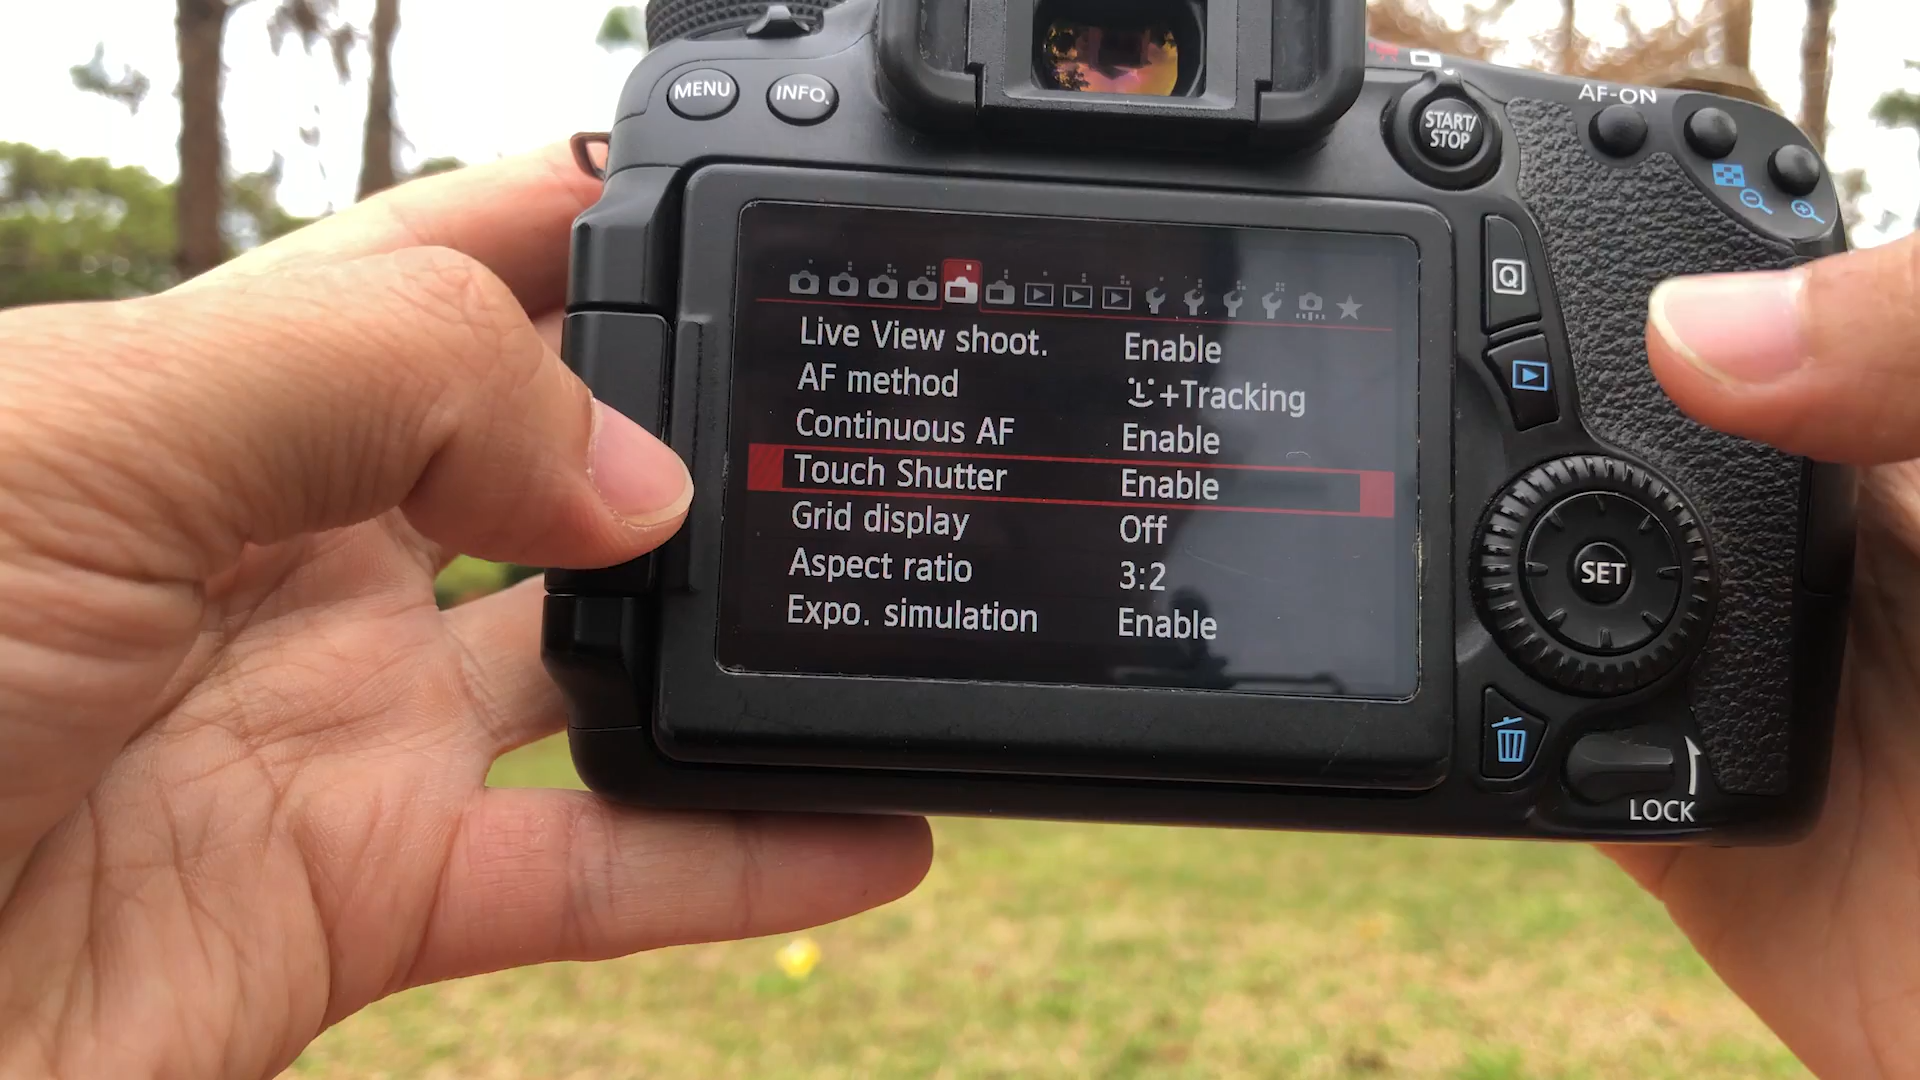 MENU
INFO.
START/
STOP
AF-ON
Q
Live View shoot. Enable
AF method +Tracking
Continuous AF Enable
Touch Shutter Enable
Grid display Off
Aspect ratio 3:2
Expo. simulation Enable
SET
LOCK